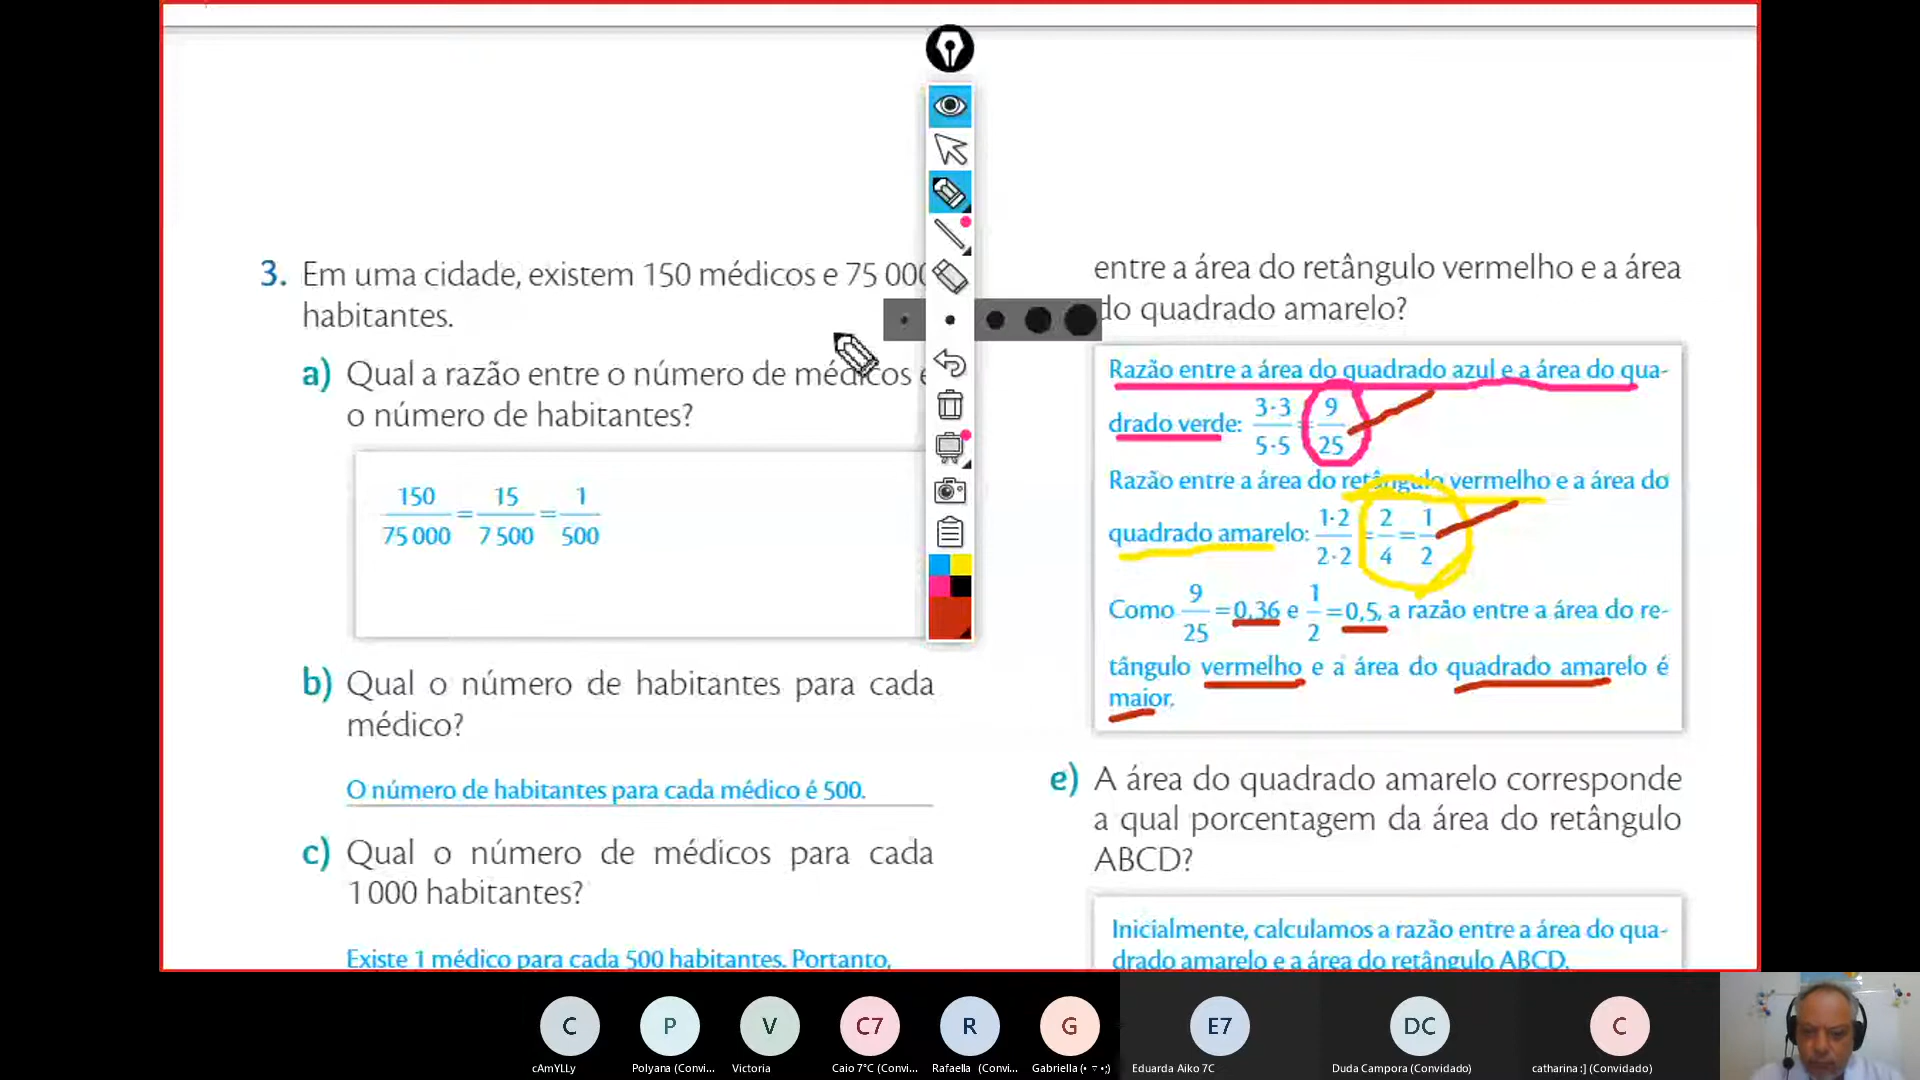 3. Em uma cidade, existem 150 médicos e 75 000
habitantes.
a) Qual a razão entre o número de médicos e
o número de habitantes?
150/75 000 = 15/7 500 = 1/500
b) Qual o número de habitantes para cada
médico?
O número de habitantes para cada médico é 500.
c) Qual o número de médicos para cada
1 000 habitantes?
Existe 1 médico para cada 500 habitantes. Portanto,
entre a área do retângulo vermelho e a área
do quadrado amarelo?
Razão entre a área do quadrado azul e a área do qua-
drado verde: 3·3/5·5 = 9/25
Razão entre a área do retângulo vermelho e a área do
quadrado amarelo: 1·2/2·2 = 2/4 = 1/2
Como 9/25 = 0,36 e 1/2 = 0,5, a razão entre a área do re-
tângulo vermelho e a área do quadrado amarelo é
maior.
e) A área do quadrado amarelo corresponde
a qual porcentagem da área do retângulo
ABCD?
Inicialmente, calculamos a razão entre a área do qua-
drado amarelo e a área do retângulo ABCD.
C P V C7 R G E7 DC C
cAmYLLy Polyana (Convi... Victoria Caio 7°C (Convi... Rafaella (Convi... Gabriella (• ▿ •;) Eduarda Aiko 7C Duda Campora (Convidado) catharina :] (Convidado)